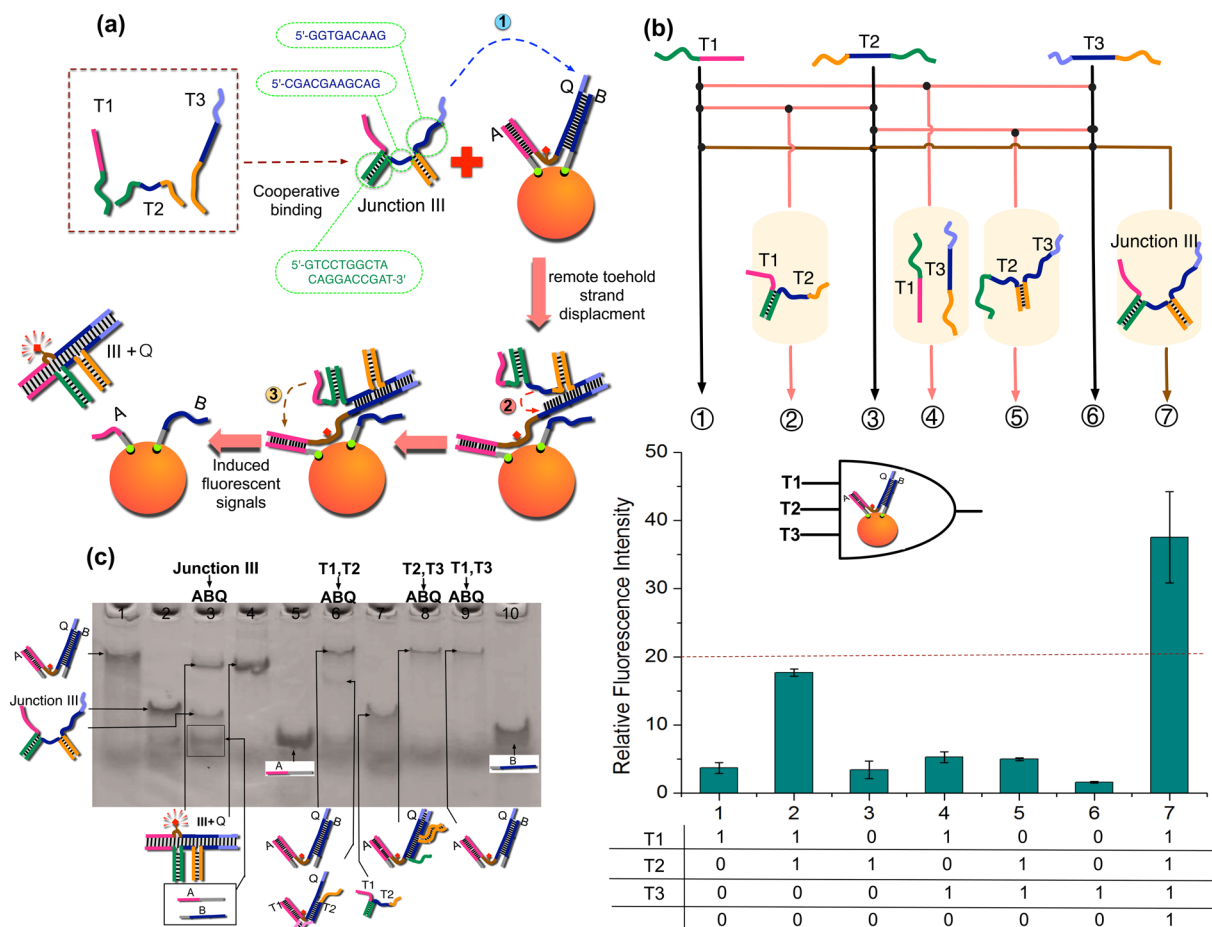 (a)
5'-GGTGACAAG
1
5'-CGACGAAGCAG
T1
T3
T2
Cooperative
binding
Junction III
Q
B
A
5'-GTCCTGGCTA
CAGGACCGAT-3'
remote toehold
strand
displacment
III + Q
A
B
3
2
Induced
fluorescent
signals
(b)
T1
T2
T3
T1
T2
T1
T3
T2
T3
Junction III
① ② ③ ④ ⑤ ⑥ ⑦
Relative Fluorescence Intensity
50
40
30
20
10
0
T1
T2
T3
A
Q
B
1 2 3 4 5 6 7
T1 1 1 0 1 0 0 1
T2 0 1 1 0 1 0 1
T3 0 0 0 1 1 1 1
0 0 0 0 0 0 1
(c)
Junction III
ABQ
T1,T2
ABQ
T2,T3
ABQ
T1,T3
ABQ
1 2 3 4 5 6 7 8 9 10
Q
B
A
Junction III
A
B
III+Q
A
B
Q
B
A
Q
T1
T2
T1
T2
Q
B
A
Q
B
A